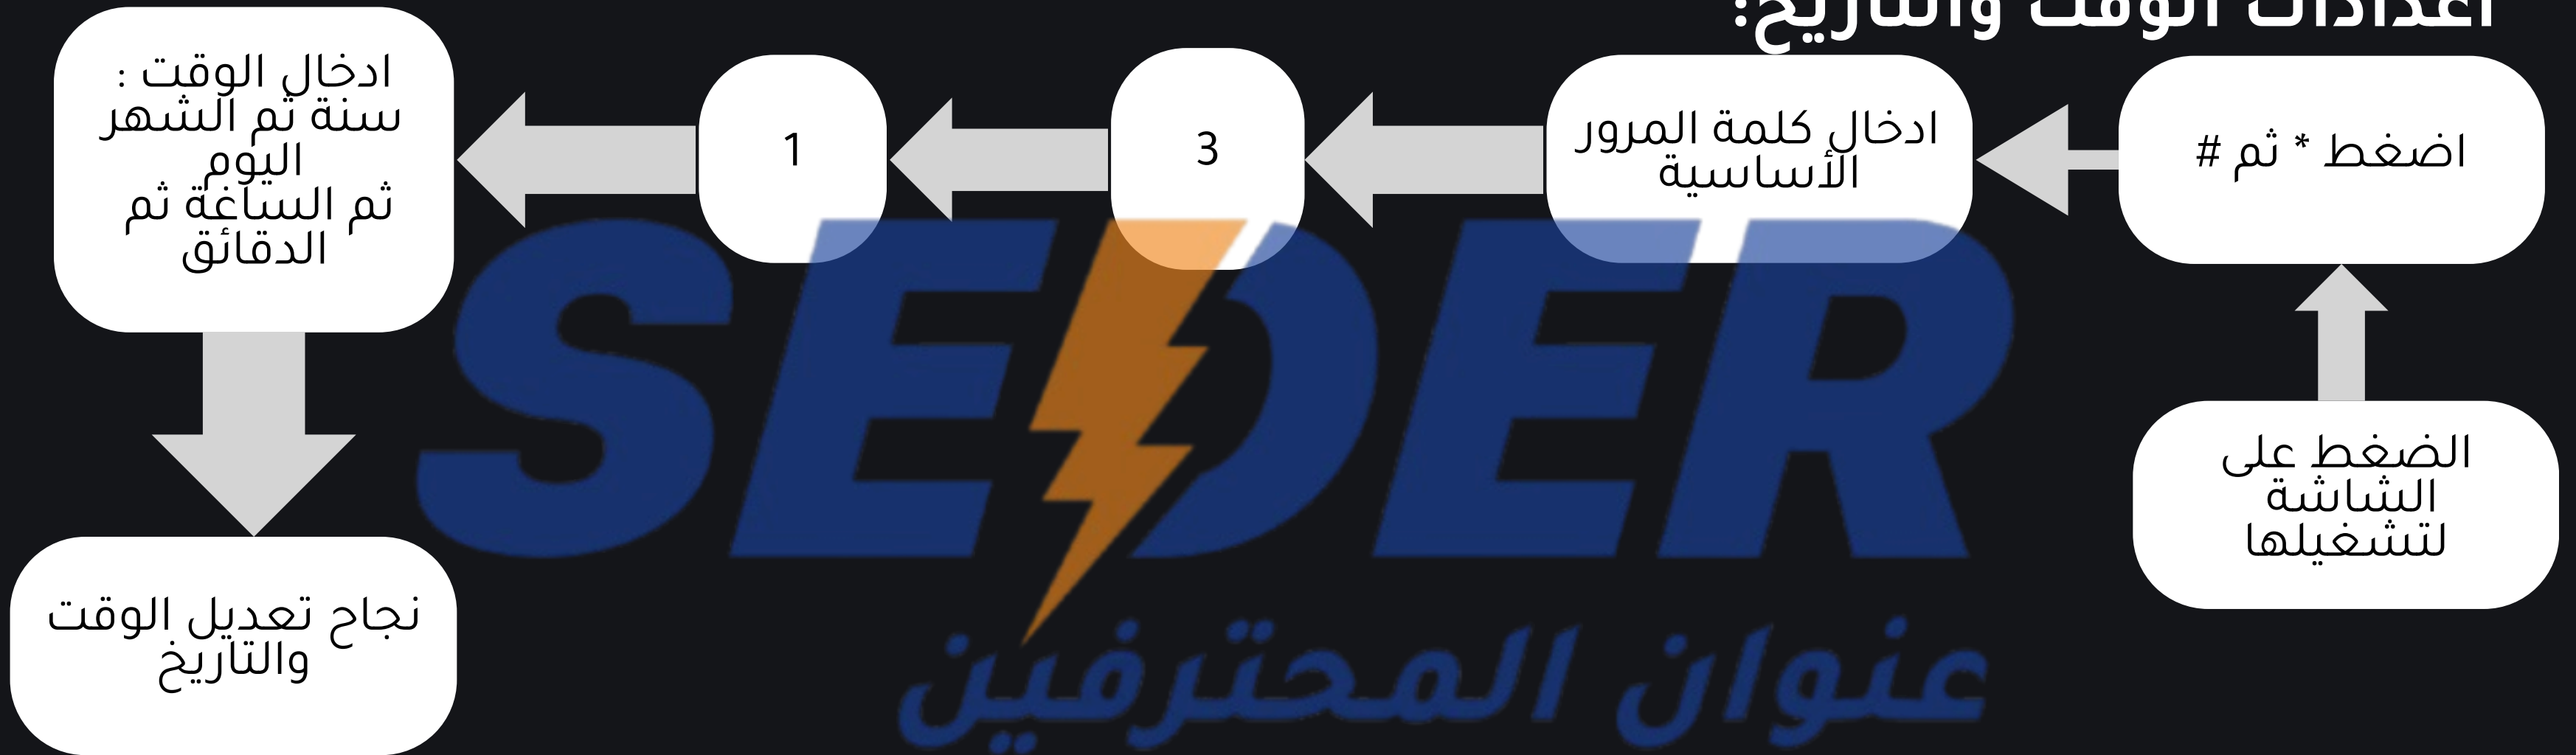 اعدادات الوقت والتاريخ:
الضغط على
الشاشة
لتشغيلها
اضغط * ثم #
ادخال كلمة المرور
الأساسية
3
1
ادخال الوقت :
سنة ثم الشهر
اليوم
ثم الساعة ثم
الدقائق
نجاح تعديل الوقت
والتاريخ
SEDER
عنوان المحترفين